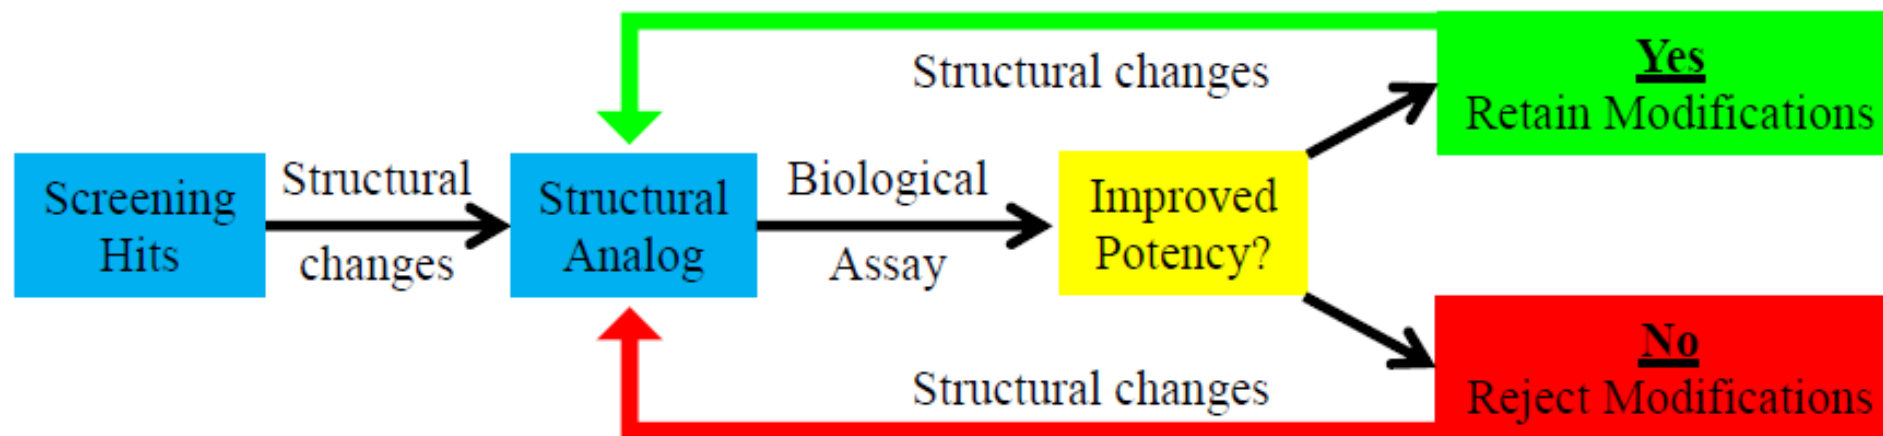 Structural changes
Yes
Retain Modifications
Screening
Hits
Structural
changes
Structural
Analog
Biological
Assay
Improved
Potency?
Structural changes
No
Reject Modifications